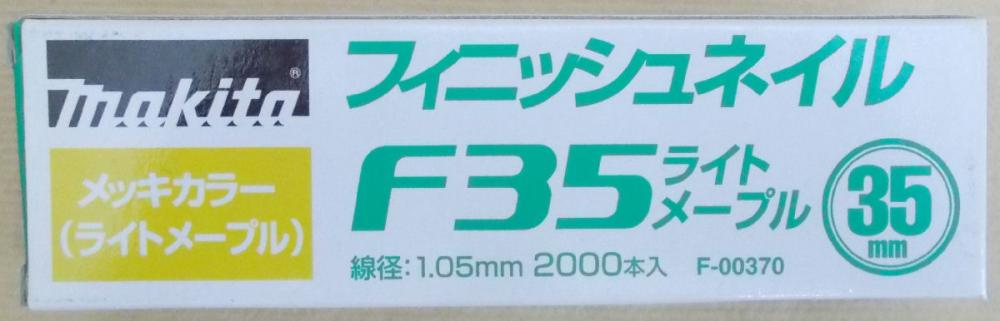 makita®
メッキカラー
(ライトメープル)
フィニッシュネイル
F35 ライト
メープル
35
mm
線径:1.05mm 2000本入 F-00370